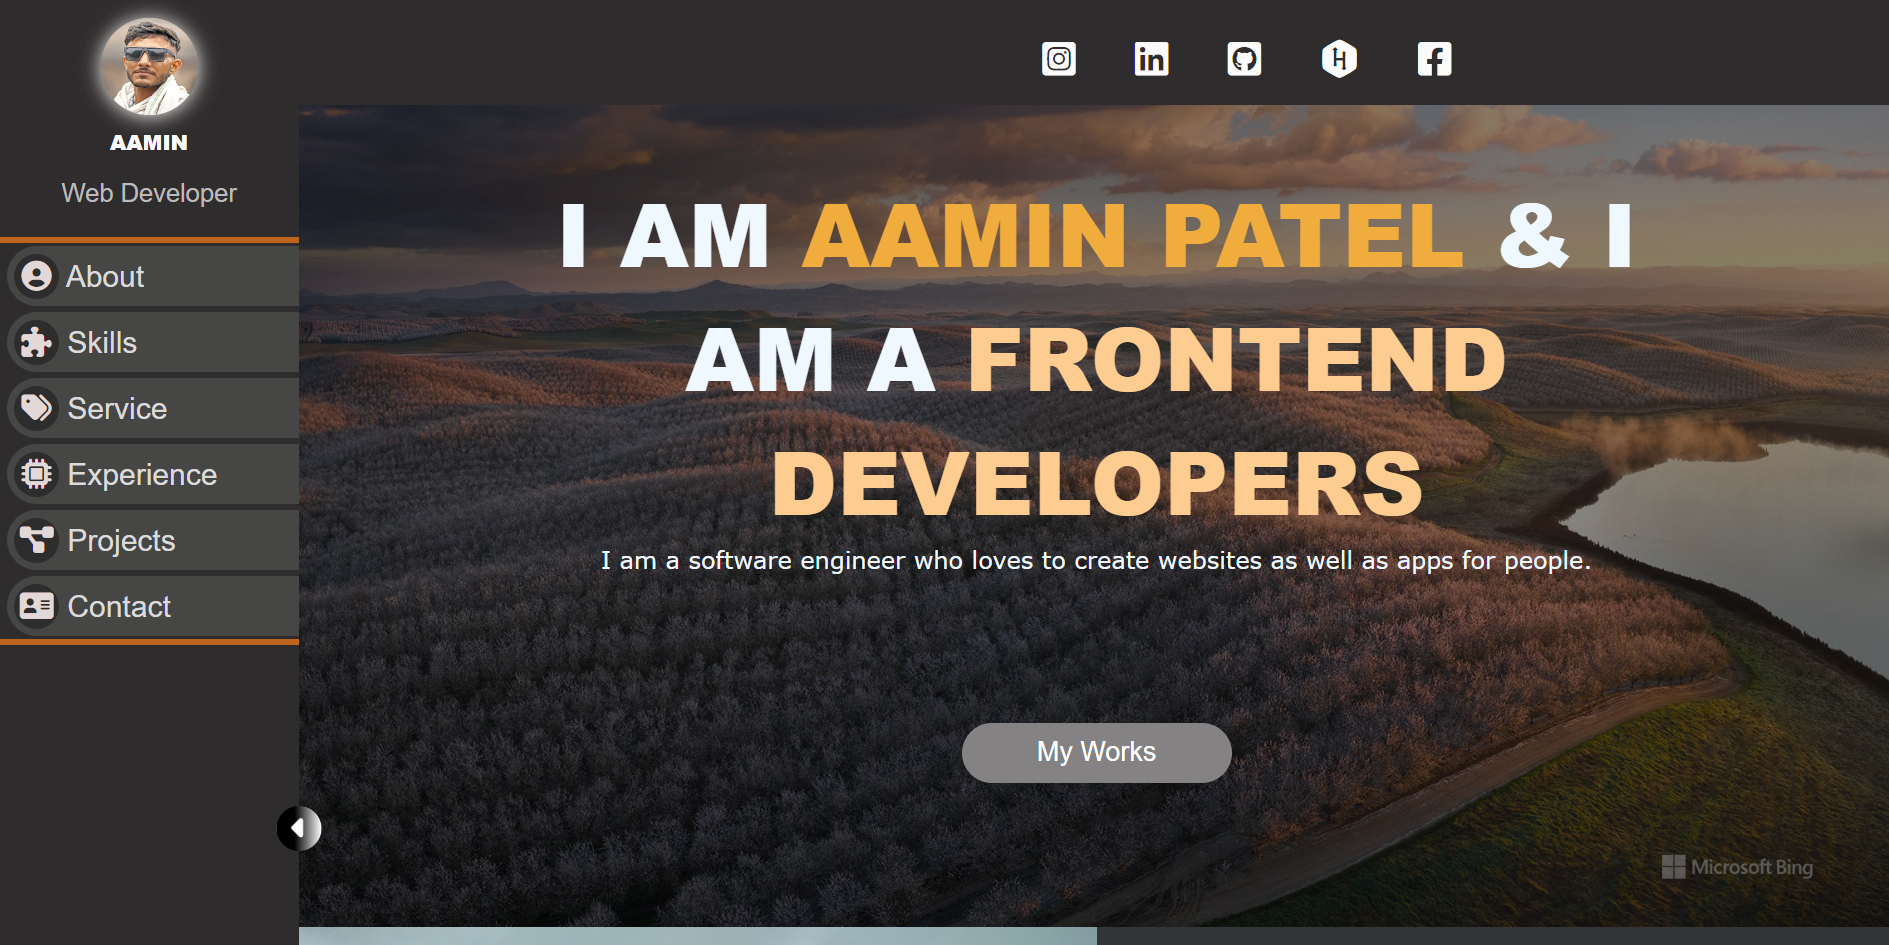 AAMIN
Web Developer
About
Skills
Service
Experience
Projects
Contact
I AM AAMIN PATEL & I
AM A FRONTEND
DEVELOPERS
I am a software engineer who loves to create websites as well as apps for people.
My Works
Microsoft Bing